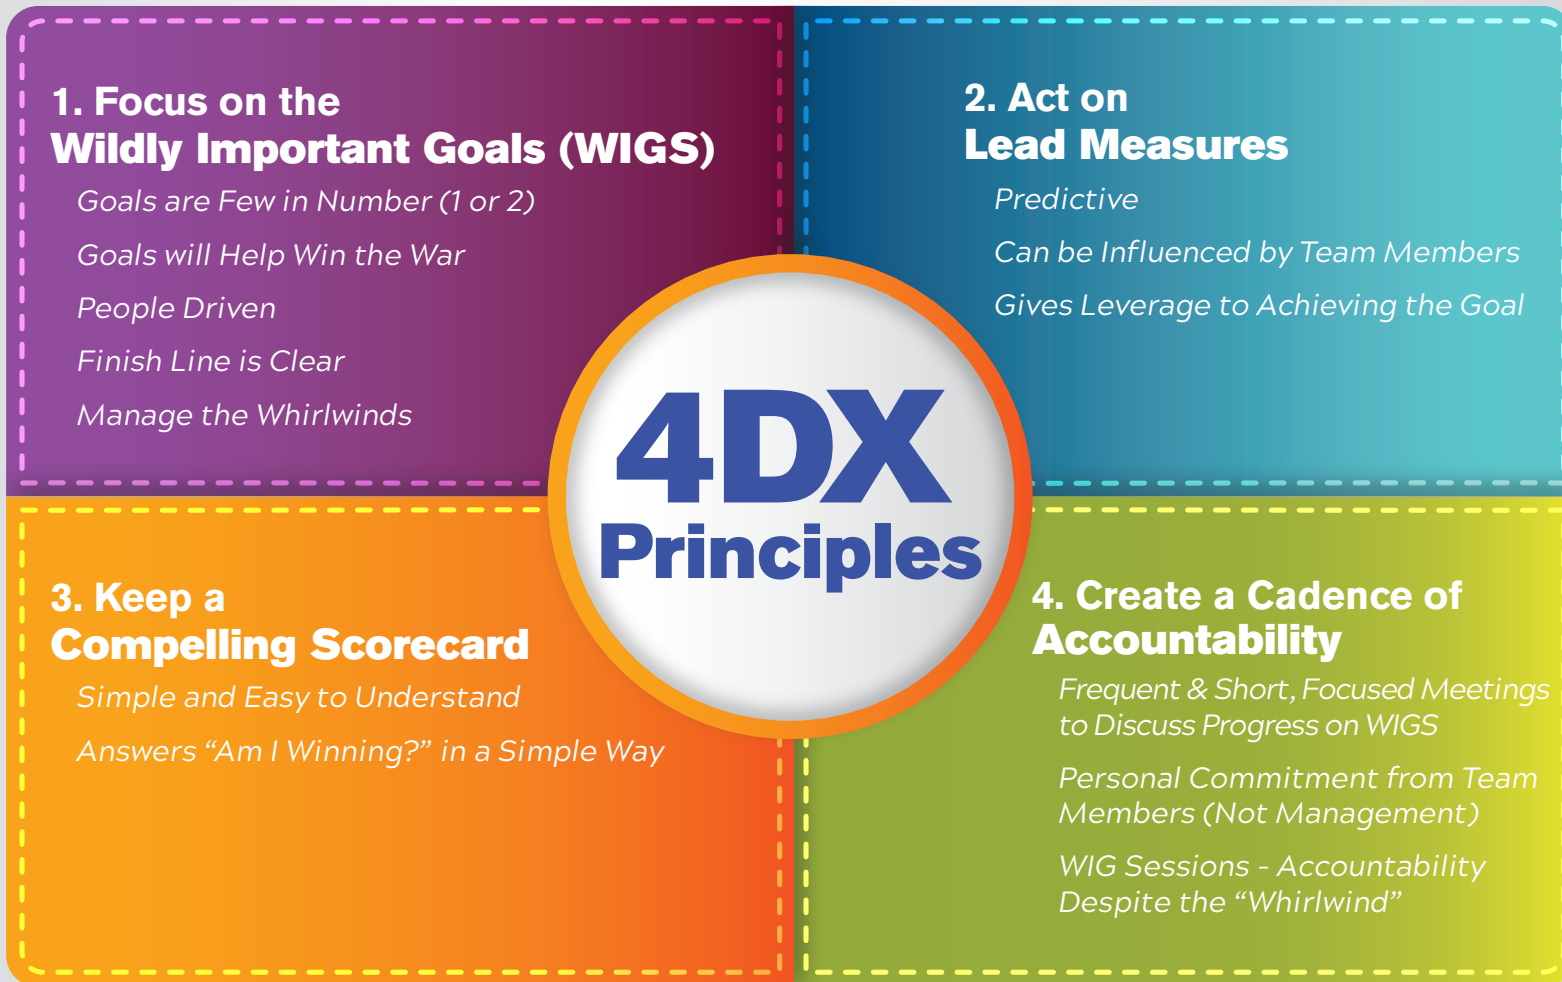 1. Focus on the
Wildly Important Goals (WIGS)
Goals are Few in Number (1 or 2)
Goals will Help Win the War
People Driven
Finish Line is Clear
Manage the Whirlwinds
2. Act on
Lead Measures
Predictive
Can be Influenced by Team Members
Gives Leverage to Achieving the Goal
4DX
Principles
3. Keep a
Compelling Scorecard
Simple and Easy to Understand
Answers “Am I Winning?” in a Simple Way
4. Create a Cadence of
Accountability
Frequent & Short, Focused Meetings
to Discuss Progress on WIGS
Personal Commitment from Team
Members (Not Management)
WIG Sessions - Accountability
Despite the “Whirlwind”